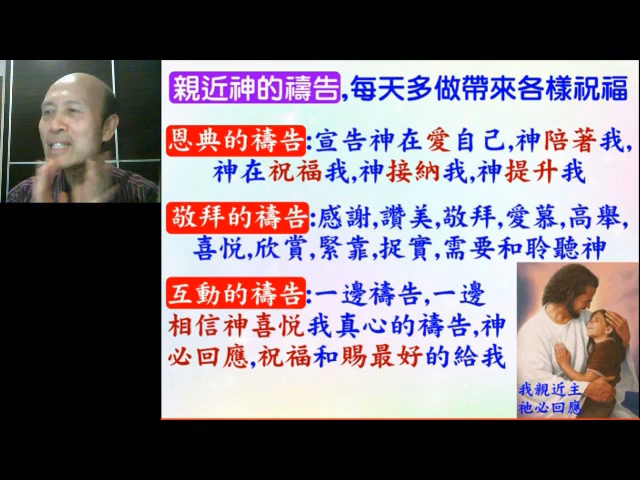 親近神的禱告,每天多做帶來各樣祝福
恩典的禱告:宣告神在愛自己,神陪著我,
神在祝福我,神接納我,神提升我
敬拜的禱告:感謝,讚美,敬拜,愛慕,高舉,
喜悅,欣賞,緊靠,捉實,需要和聆聽神
互動的禱告:一邊禱告,一邊
相信神喜悅我真心的禱告,神
必回應,祝福和賜最好的給我
我親近主
祂必回應